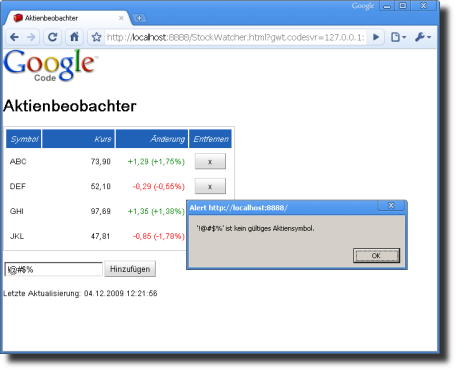 Google
Aktienbeobachter
http://localhost:8888/StockWatcher.html?gwt.codesvr=127.0.0.1:
Google™
Code
Aktienbeobachter
Symbol Kurs Änderung Entfernen
ABC 73,90 +1,29 (+1,75%) x
DEF 52,10 -0,29 (-0,55%) x
GHI 97,69 +1,35 (+1,38%)
JKL 47,81 -0,85 (-1,78%)
Alert http://localhost:8888/
'!@#$%' ist kein gültiges Aktiensymbol.
OK
!@#$% Hinzufügen
Letzte Aktualisierung: 04.12.2009 12:21:56